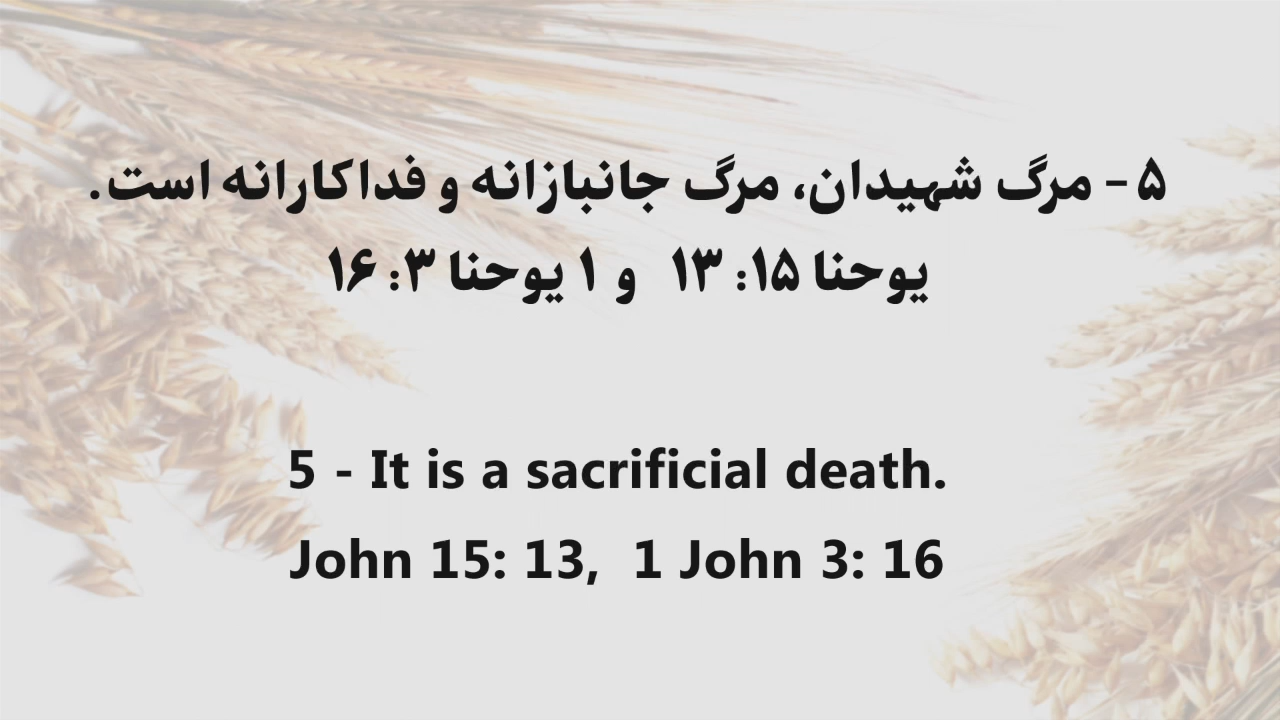 ۵ - مرگ شهیدان، مرگ جانبازانه و فداکارانه است.
یوحنا ۱۵: ۱۳ و ۱ یوحنا ۳: ۱۶
5 - It is a sacrificial death.
John 15: 13, 1 John 3: 16